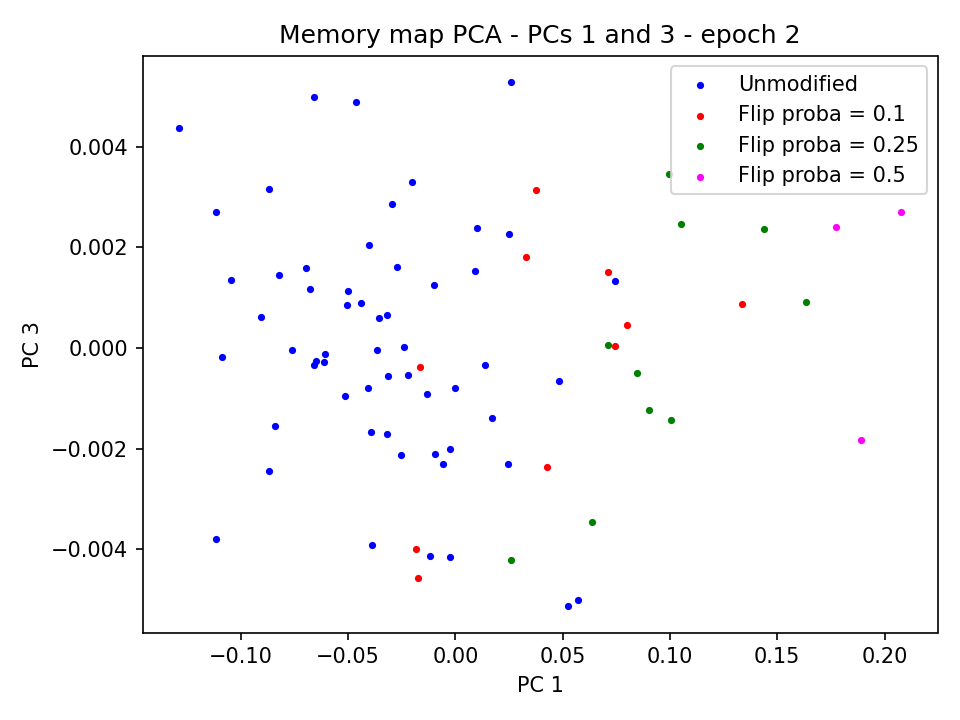 Memory map PCA - PCs 1 and 3 - epoch 2
Unmodified
Flip proba = 0.1
Flip proba = 0.25
Flip proba = 0.5
PC 3
0.004
0.002
0.000
−0.002
−0.004
−0.10
−0.05
0.00
0.05
0.10
0.15
0.20
PC 1